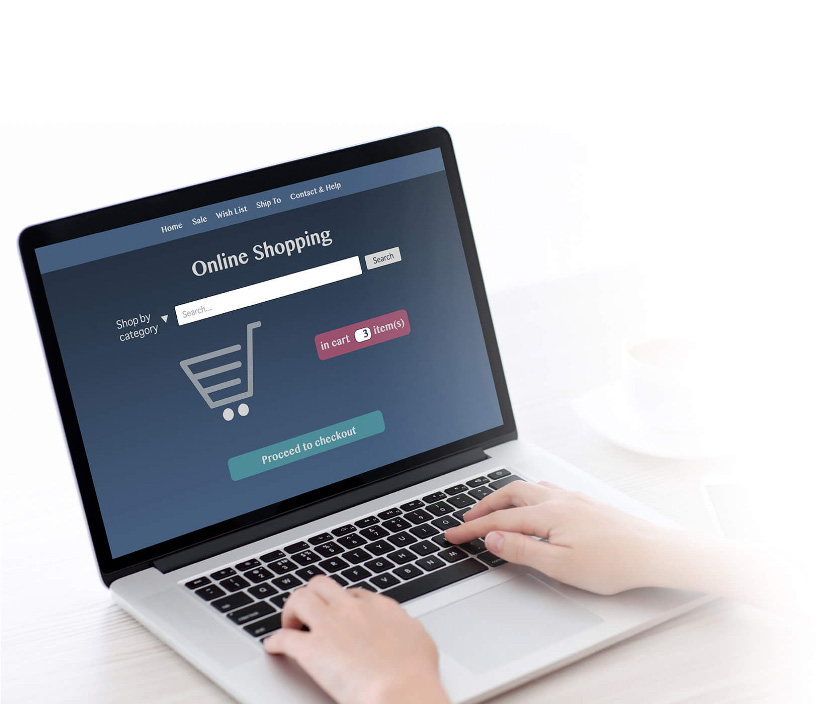 Home Sale Wish List Ship To Contact & Help
Online Shopping
Search... Search
Shop by
category ▼
in cart 3 item(s)
Proceed to checkout